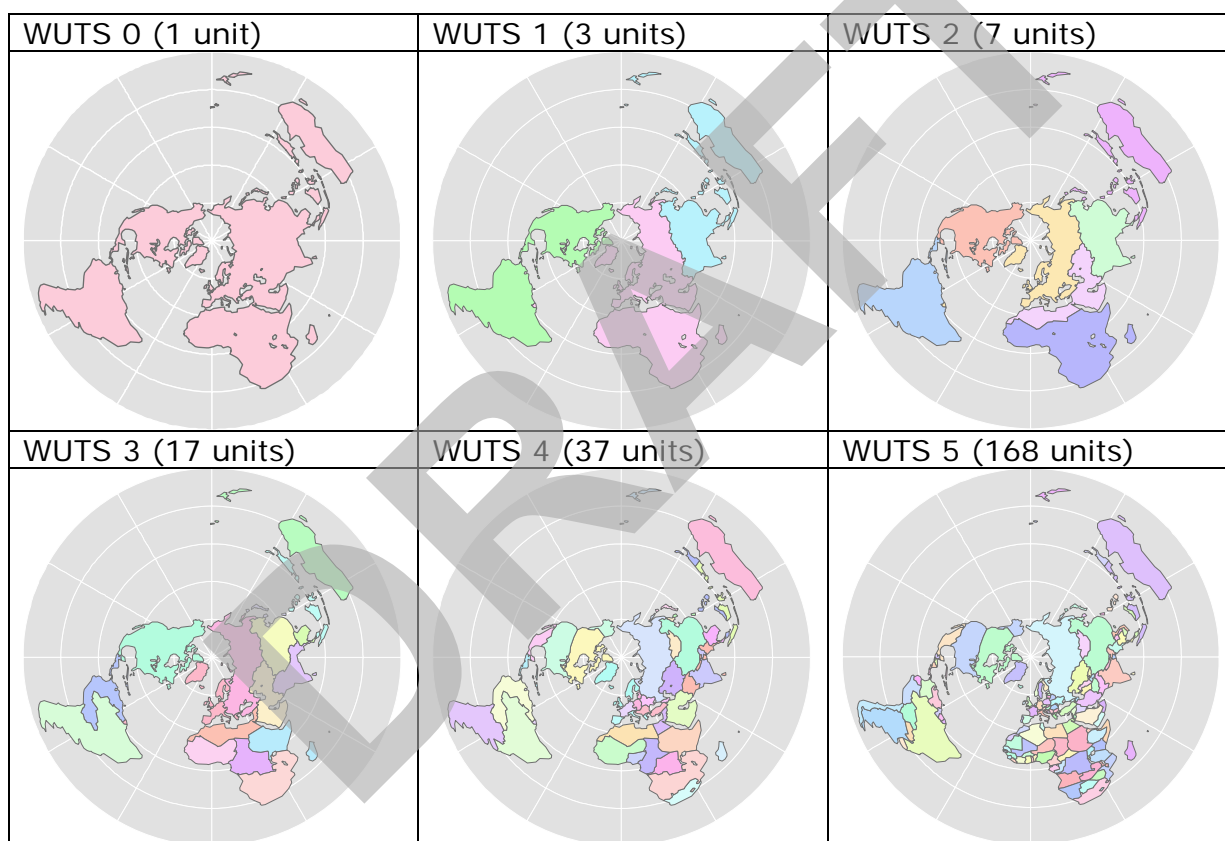 WUTS 0 (1 unit)
WUTS 1 (3 units)
WUTS 2 (7 units)
WUTS 3 (17 units)
WUTS 4 (37 units)
WUTS 5 (168 units)
DRAFT